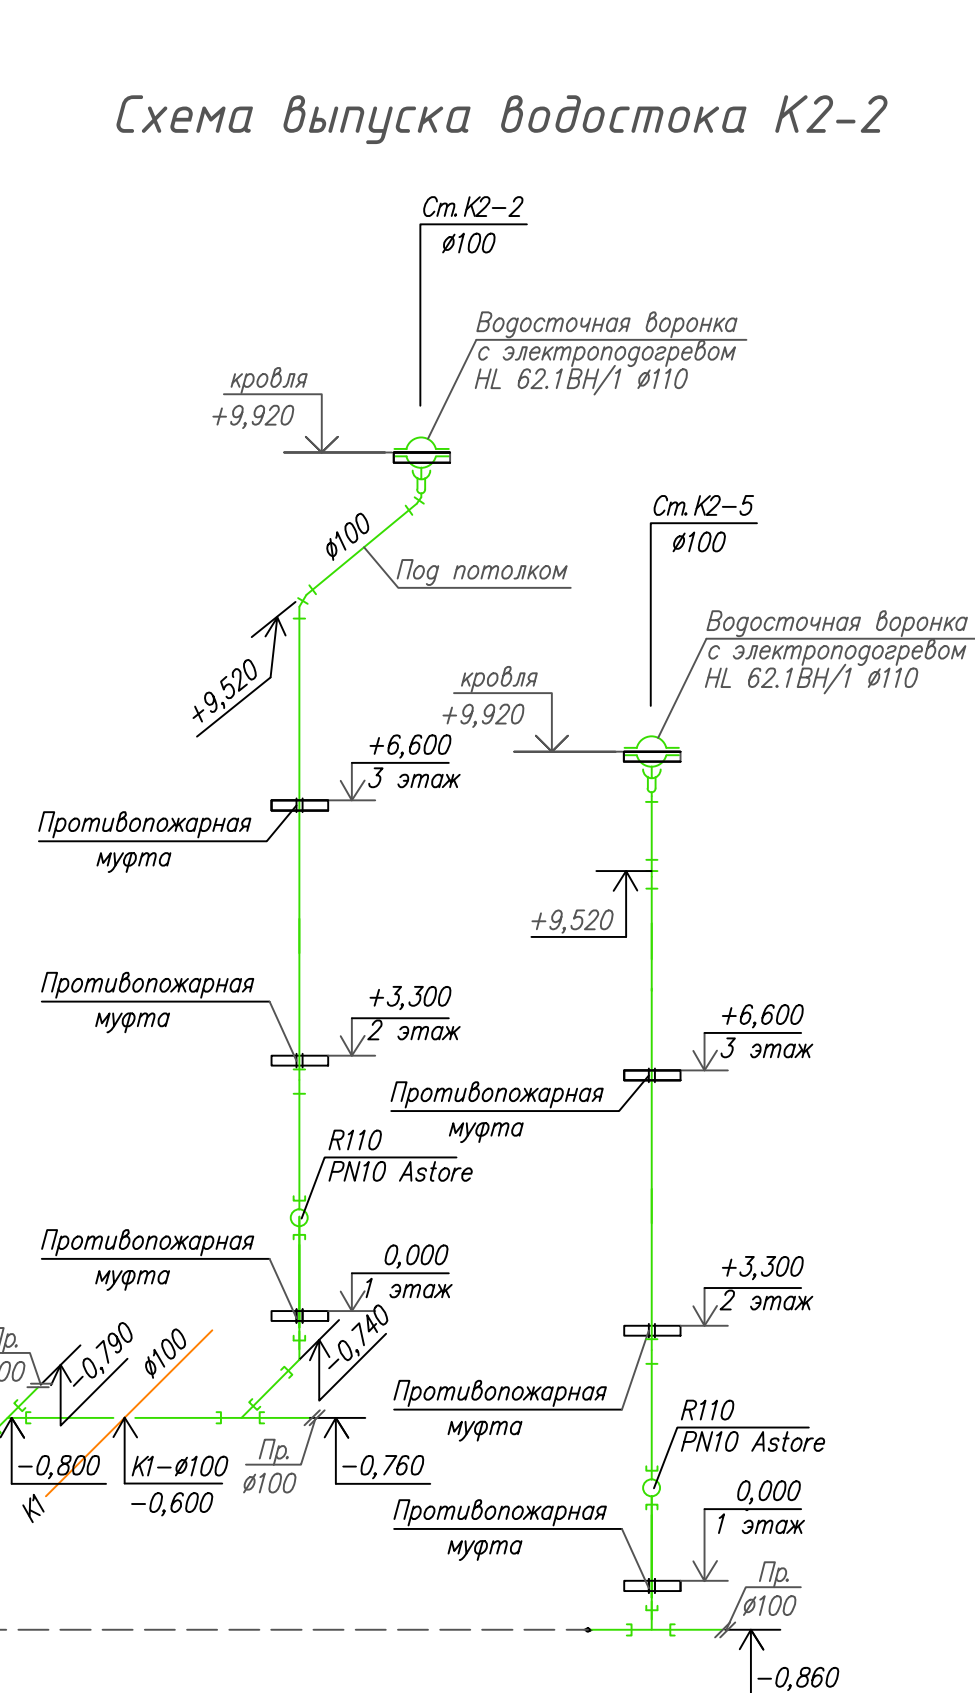 Схема выпуска водостока К2-2
Ст.К2-2
ø100
Водосточная воронка
с электроподогревом
HL 62.1BH/1 ø110
кровля
+9,920
ø100
Под потолком
+9,520
Ст.К2-5
ø100
Водосточная воронка
с электроподогревом
HL 62.1BH/1 ø110
кровля
+9,920
+9,520
+6,600
3 этаж
Противопожарная
муфта
Противопожарная
муфта
+3,300
2 этаж
+6,600
3 этаж
Противопожарная
муфта
R110
PN10 Astore
Противопожарная
муфта
0,000
1 этаж
+3,300
2 этаж
Пр.
-0,790
ø100
-0,740
Противопожарная
муфта
R110
PN10 Astore
-0,800
К1-ø100
-0,600
Пр.
ø100
-0,760
К1
Противопожарная
муфта
0,000
1 этаж
Пр.
ø100
-0,860